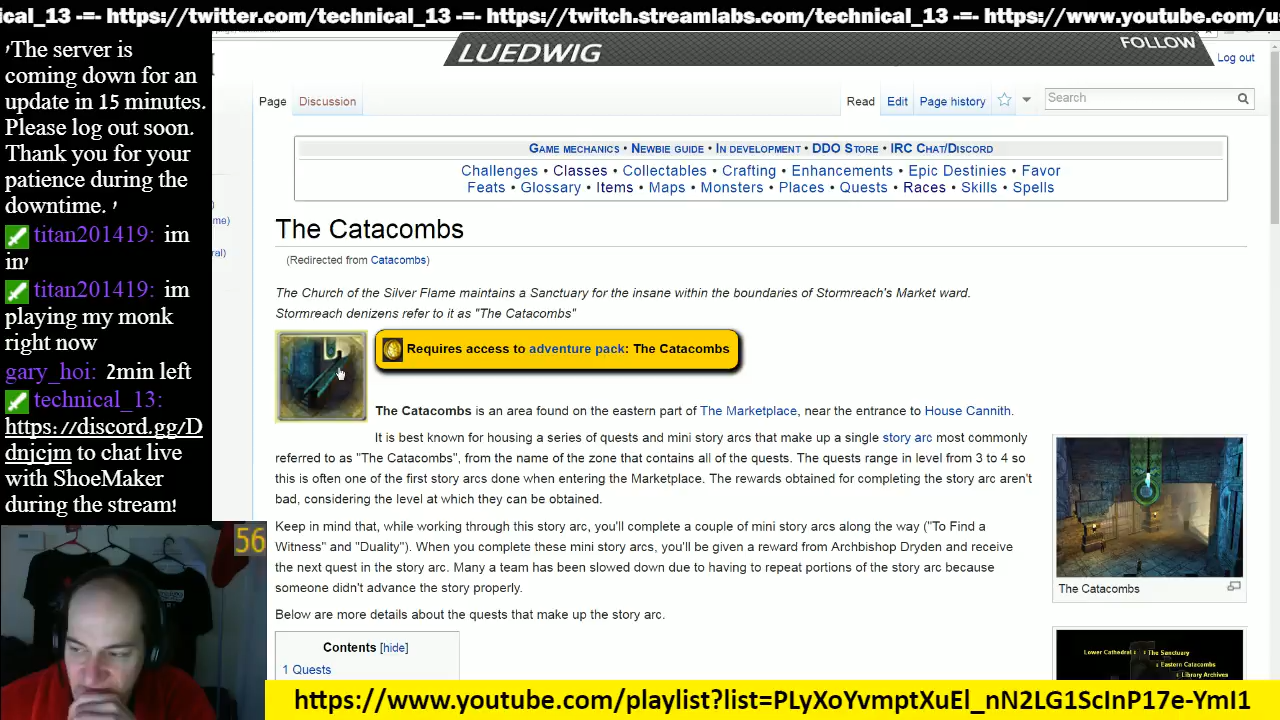 ical_13 -=- https://twitter.com/technical_13 -=- https://twitch.streamlabs.com/technical_13 -=- https://www.youtube.com/us
'The server is
coming down for an
update in 15 minutes.
Please log out soon.
Thank you for your
patience during the
downtime. '
titan201419: im
in'
titan201419: im
playing my monk
right now
gary_hoi: 2min left
technical_13:
https://discord.gg/D
dnjcjm to chat live
with ShoeMaker
during the stream!
56
LUEDWIG
FOLLOW
Log out
Page Discussion
Read Edit Page history
Search
Game mechanics • Newbie guide • In development • DDO Store • IRC Chat/Discord
Challenges • Classes • Collectables • Crafting • Enhancements • Epic Destinies • Favor
Feats • Glossary • Items • Maps • Monsters • Places • Quests • Races • Skills • Spells
The Catacombs
(Redirected from Catacombs)
The Church of the Silver Flame maintains a Sanctuary for the insane within the boundaries of Stormreach's Market ward.
Stormreach denizens refer to it as "The Catacombs"
Requires access to adventure pack: The Catacombs
The Catacombs is an area found on the eastern part of The Marketplace, near the entrance to House Cannith.
It is best known for housing a series of quests and mini story arcs that make up a single story arc most commonly
referred to as "The Catacombs", from the name of the zone that contains all of the quests. The quests range in level from 3 to 4 so
this is often one of the first story arcs done when entering the Marketplace. The rewards obtained for completing the story arc aren't
bad, considering the level at which they can be obtained.
Keep in mind that, while working through this story arc, you'll complete a couple of mini story arcs along the way ("To Find a
Witness" and "Duality"). When you complete these mini story arcs, you'll be given a reward from Archbishop Dryden and receive
the next quest in the story arc. Many a team has been slowed down due to having to repeat portions of the story arc because
someone didn't advance the story properly.
Below are more details about the quests that make up the story arc.
Contents [hide]
1 Quests
The Catacombs
Lower Cathedral
The Sanctuary
Eastern Catacombs
Library Archives
me)
ral)
https://www.youtube.com/playlist?list=PLyXoYvmptXuEl_nN2LG1ScInP17e-YmI1